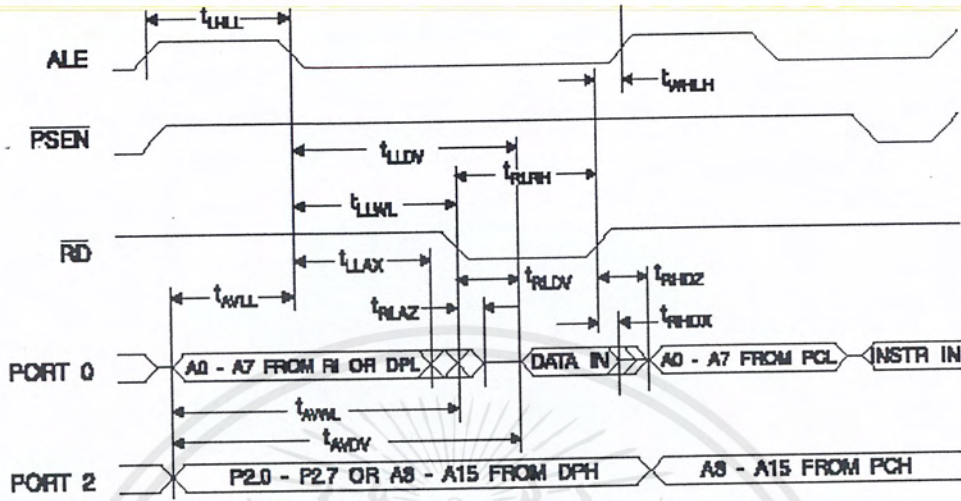 tLHLL
ALE
tWHLH
PSEN
tLLDV
tRLRH
tLLWL
RD
tLLAX
tRLDV
tRHDZ
tAVLL
tRLAZ
tRHDX
PORT 0
A0 - A7 FROM RI OR DPL
DATA IN
A0 - A7 FROM PCL
INSTR IN
tAVWL
tAVDV
PORT 2
P2.0 - P2.7 OR A8 - A15 FROM DPH
A8 - A15 FROM PCH